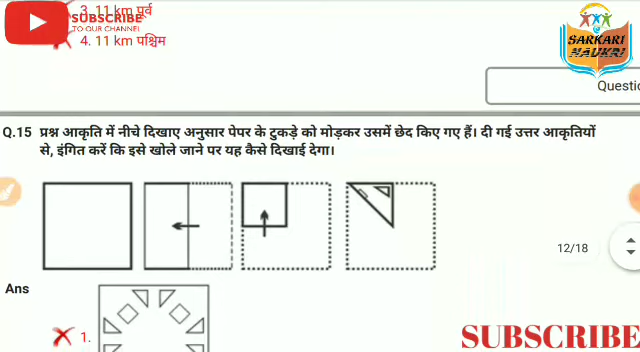 3. 11 km पूर्व
SUBSCRIBE
TO OUR CHANNEL
4. 11 km पश्चिम
SARKARI
NAUKRI
Q.15 प्रश्न आकृति में नीचे दिखाए अनुसार पेपर के टुकड़े को मोड़कर उसमें छेद किए गए हैं। दी गई उत्तर आकृतियों
से, इंगित करें कि इसे खोले जाने पर यह कैसे दिखाई देगा।
12/18
Ans
1.
SUBSCRIBE